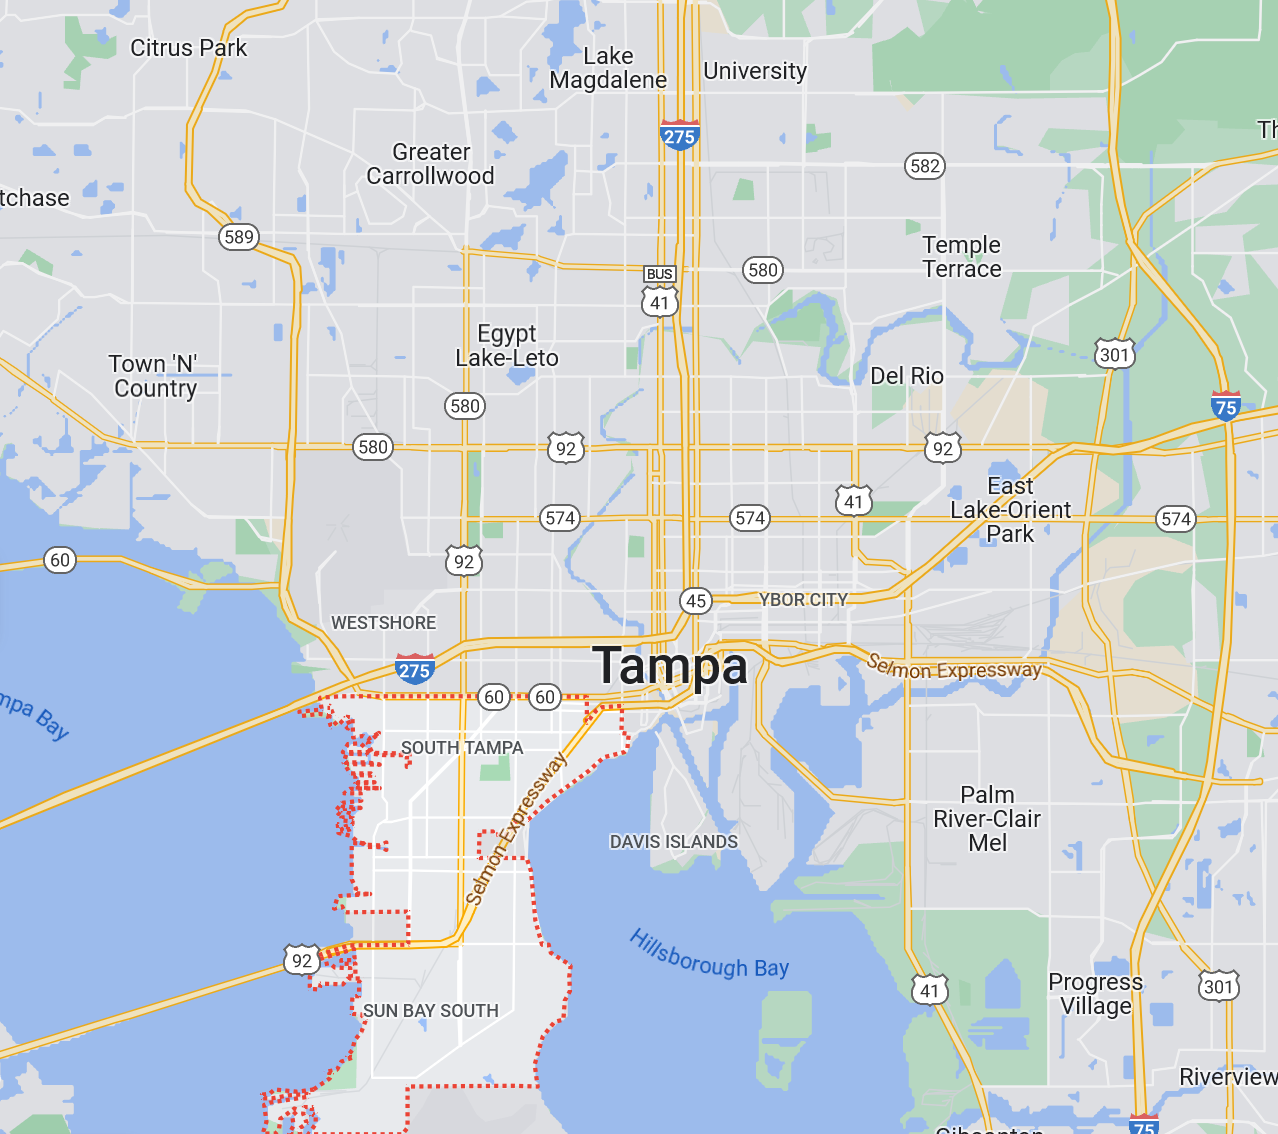 Citrus Park
Lake
Magdalene
University
275
Th
Greater
Carrollwood
582
tchase
589
Temple
Terrace
BUS
41
580
Egypt
Lake-Leto
301
Town 'N'
Country
Del Rio
580
75
580
92
92
East
Lake-Orient
Park
41
574
574
574
60
92
45
YBOR CITY
WESTSHORE
Tampa
Selmon Expressway
275
60
60
mpa Bay
SOUTH TAMPA
Selmon Expressway
Palm
River-Clair
Mel
DAVIS ISLANDS
Hillsborough Bay
92
41
Progress
Village
301
SUN BAY SOUTH
Riverview
75
Gibsonton